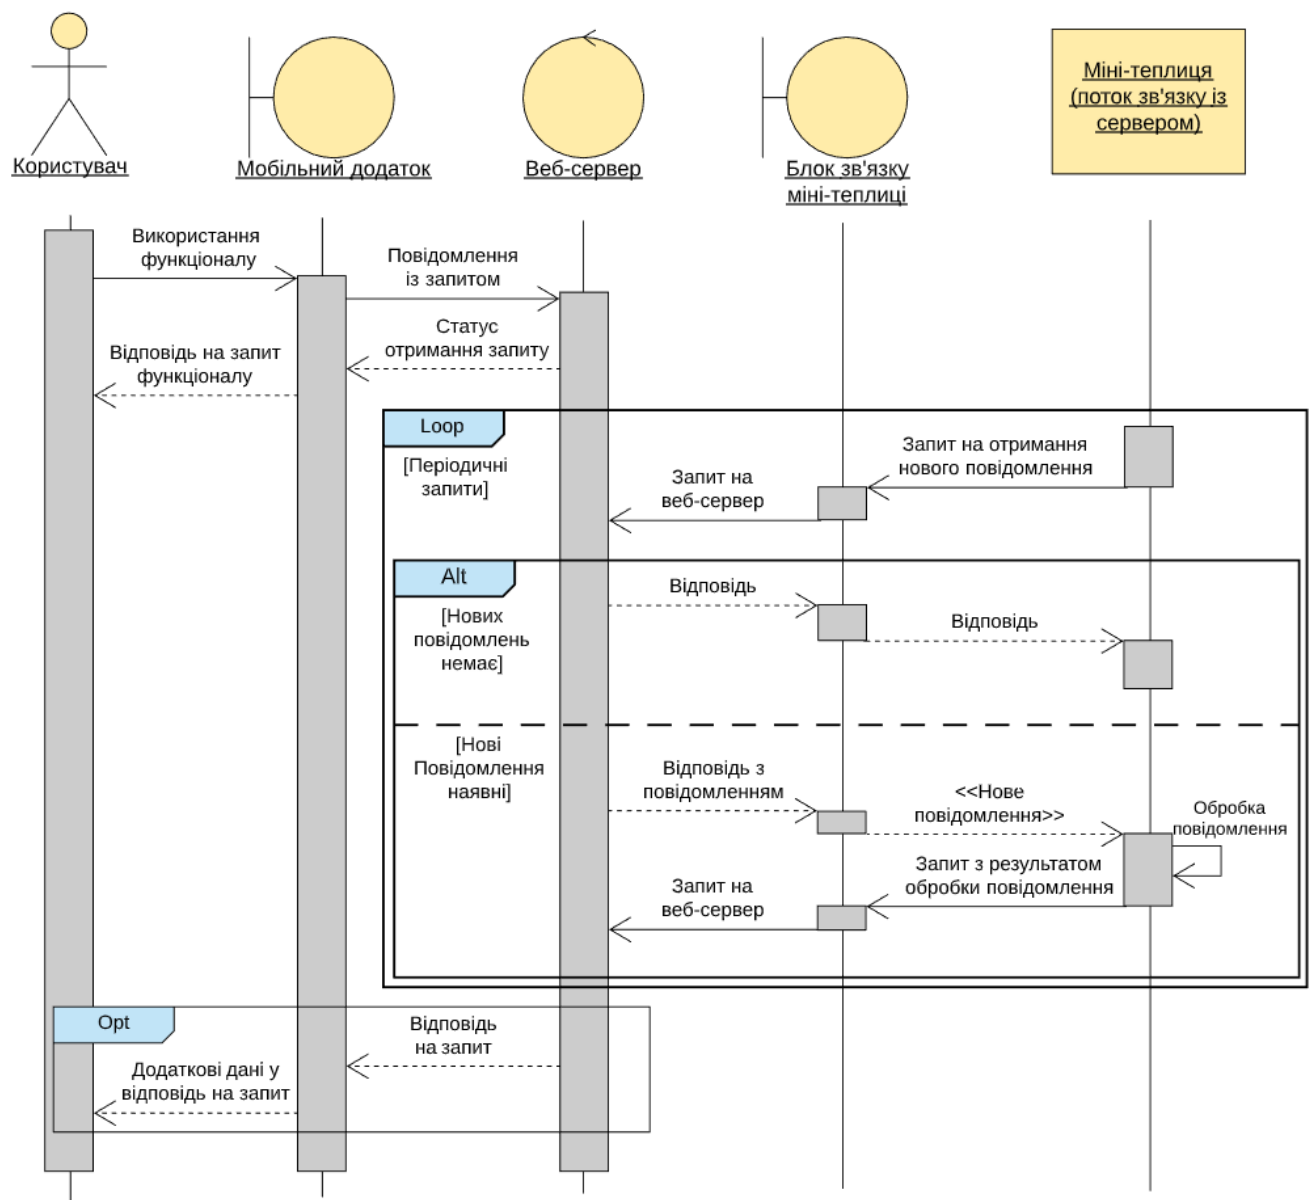 Користувач
Мобільний додаток
Веб-сервер
Блок зв'язку
міні-теплиці
Міні-теплиця
(поток зв'язку із
сервером)
Використання
функціоналу
Повідомлення
із запитом
Статус
отримання запиту
Відповідь на запит
функціоналу
Loop
[Періодичні
запити]
Запит на отримання
нового повідомлення
Запит на
веб-сервер
Alt
[Нових
повідомлень
немає]
Відповідь
Відповідь
[Нові
Повідомлення
наявні]
Відповідь з
повідомленням
<<Нове
повідомлення>>
Обробка
повідомлення
Запит з результатом
обробки повідомлення
Запит на
веб-сервер
Opt
Відповідь
на запит
Додаткові дані у
відповідь на запит